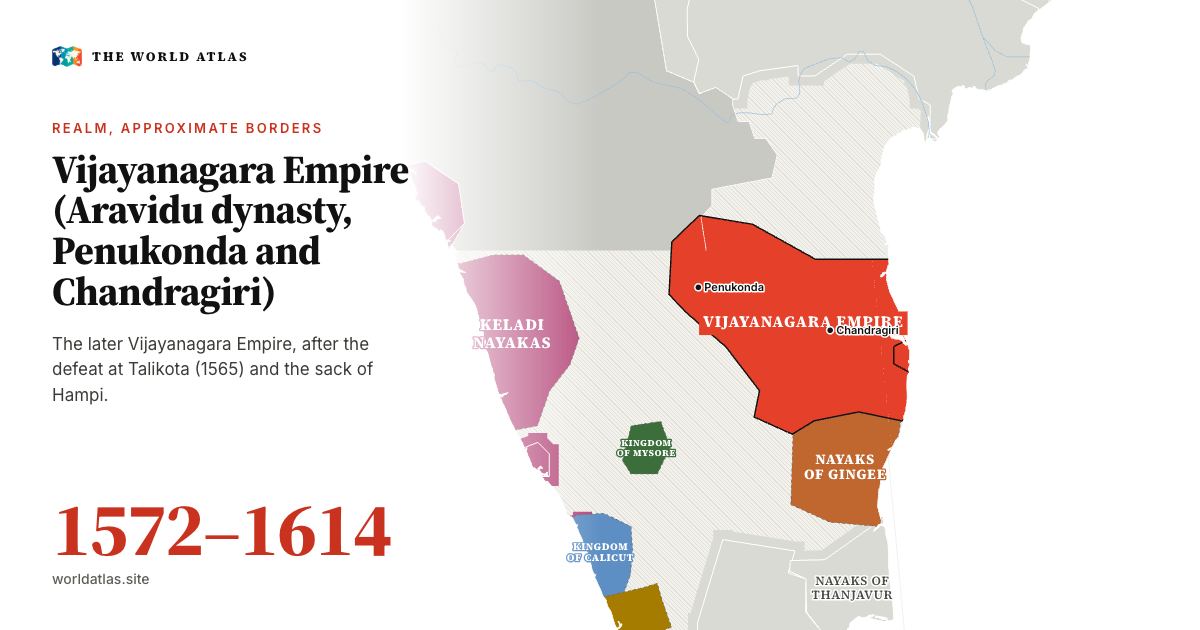 THE WORLD ATLAS
REALM, APPROXIMATE BORDERS
Vijayanagara Empire
(Aravidu dynasty,
Penukonda and
Chandragiri)
The later Vijayanagara Empire, after the
defeat at Talikota (1565) and the sack of
Hampi.
1572–1614
worldatlas.site
Penukonda
VIJAYANAGARA EMPIRE
Chandragiri
KELADI
NAYAKAS
KINGDOM
OF MYSORE
NAYAKS
OF GINGEE
KINGDOM
OF CALICUT
NAYAKS OF
THANJAVUR